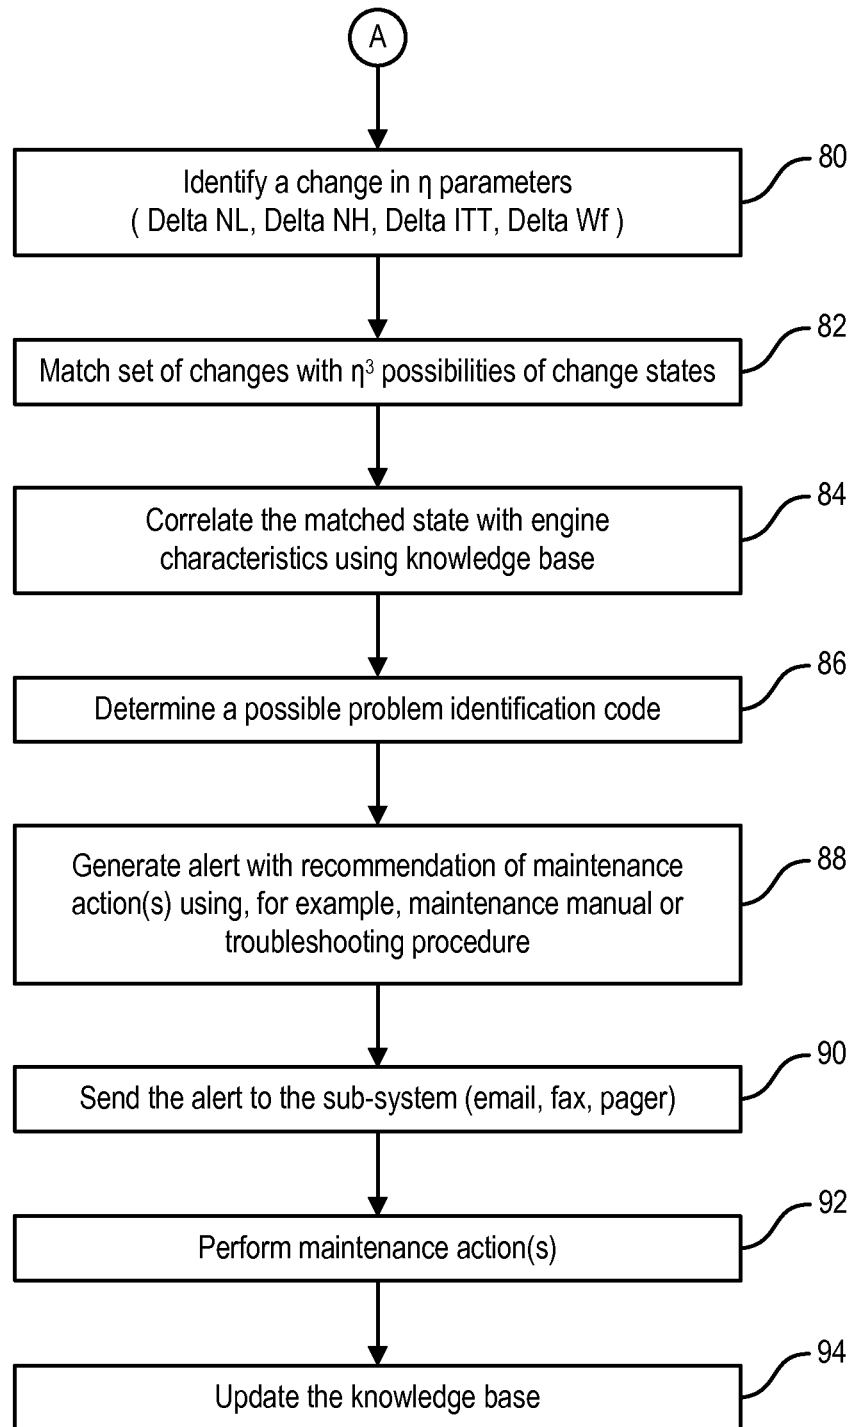 A
80
Identify a change in η parameters
( Delta NL, Delta NH, Delta ITT, Delta Wf )
82
Match set of changes with η³ possibilities of change states
84
Correlate the matched state with engine
characteristics using knowledge base
86
Determine a possible problem identification code
88
Generate alert with recommendation of maintenance
action(s) using, for example, maintenance manual or
troubleshooting procedure
90
Send the alert to the sub-system (email, fax, pager)
92
Perform maintenance action(s)
94
Update the knowledge base